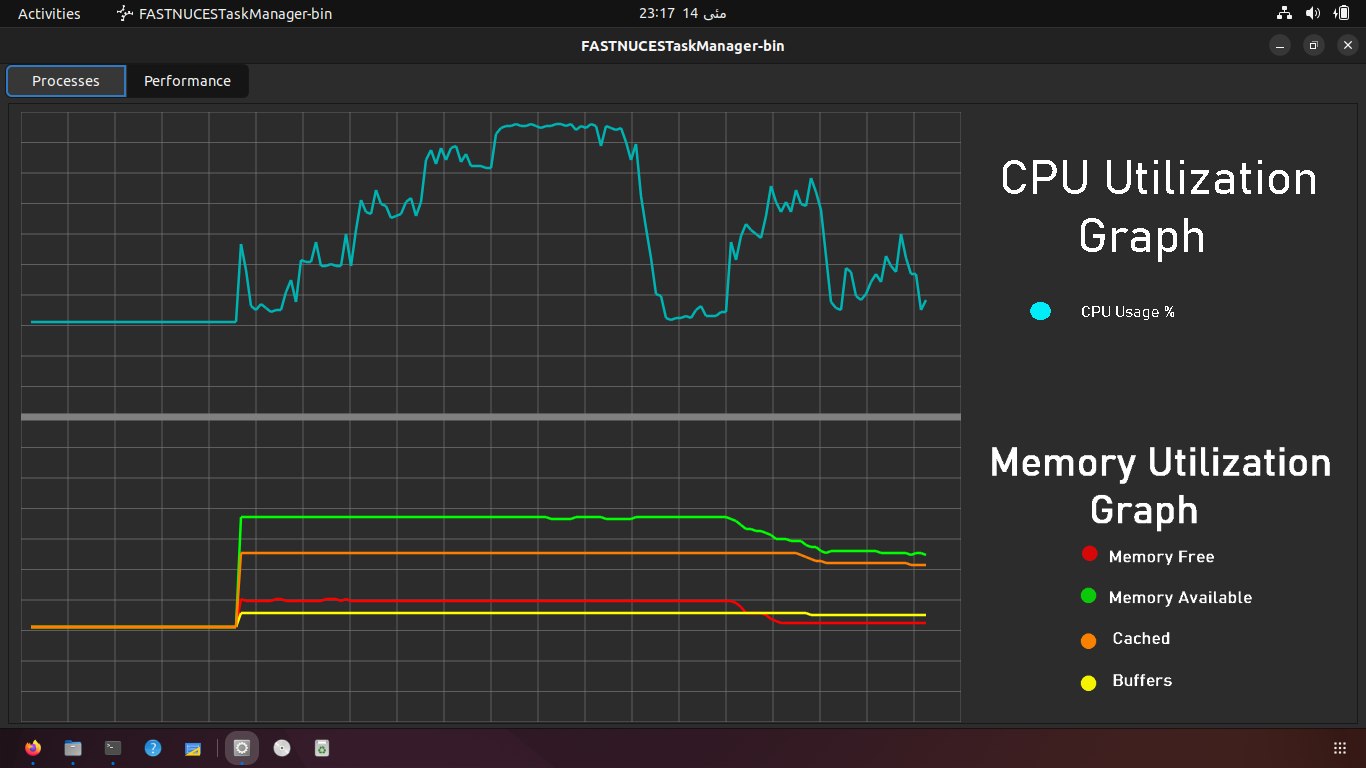 Activities
FASTNUCESTaskManager-bin
23:17 14 مئی
FASTNUCESTaskManager-bin
Processes
Performance
CPU Utilization
Graph
CPU Usage %
Memory Utilization
Graph
Memory Free
Memory Available
Cached
Buffers